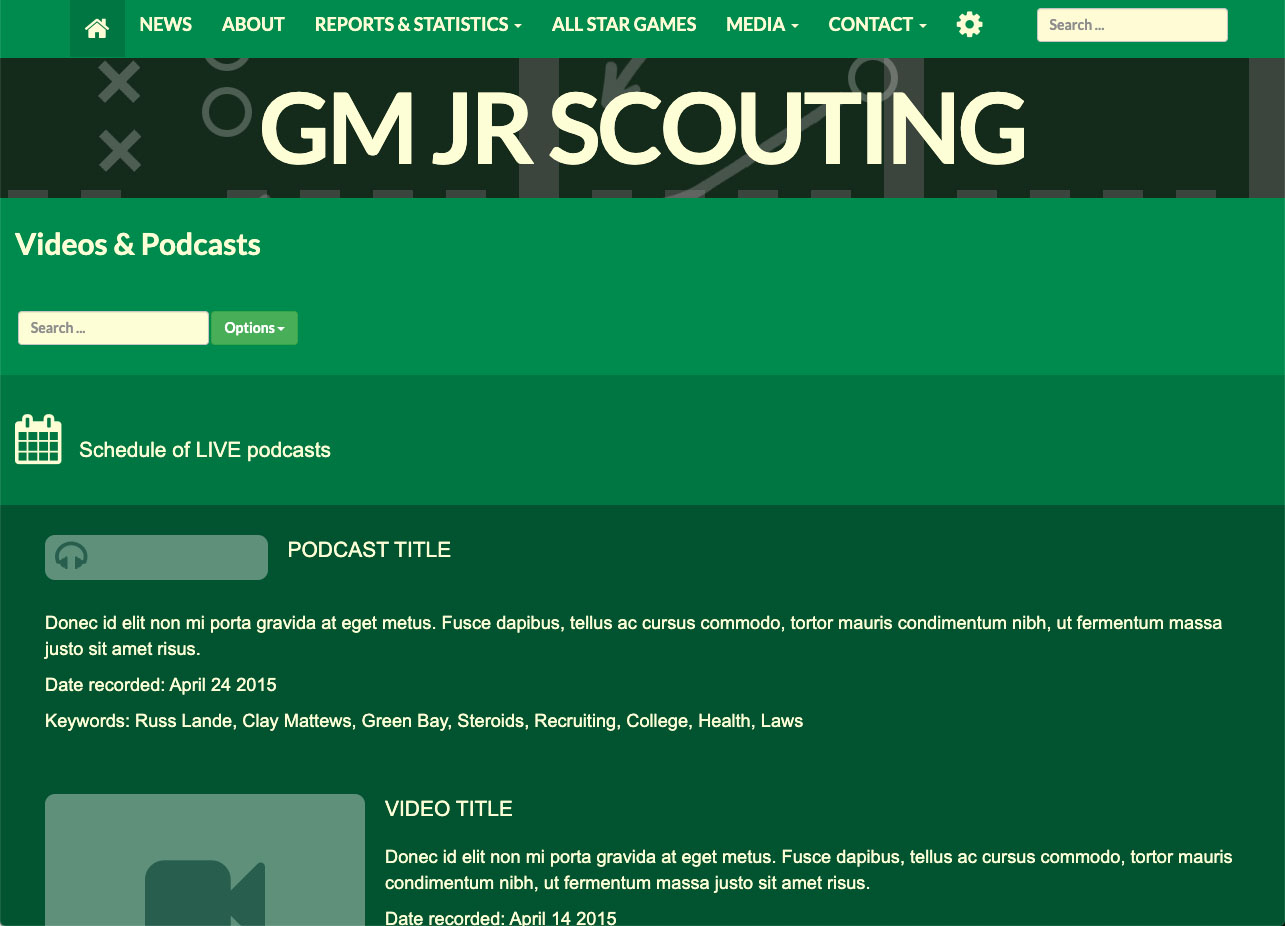 NEWS ABOUT REPORTS & STATISTICS ALL STAR GAMES MEDIA CONTACT Search ...
GM JR SCOUTING
Videos & Podcasts
Search ... Options
Schedule of LIVE podcasts
PODCAST TITLE
Donec id elit non mi porta gravida at eget metus. Fusce dapibus, tellus ac cursus commodo, tortor mauris condimentum nibh, ut fermentum massa
justo sit amet risus.
Date recorded: April 24 2015
Keywords: Russ Lande, Clay Mattews, Green Bay, Steroids, Recruiting, College, Health, Laws
VIDEO TITLE
Donec id elit non mi porta gravida at eget metus. Fusce dapibus, tellus ac cursus commodo, tortor mauris
condimentum nibh, ut fermentum massa justo sit amet risus.
Date recorded: April 14 2015